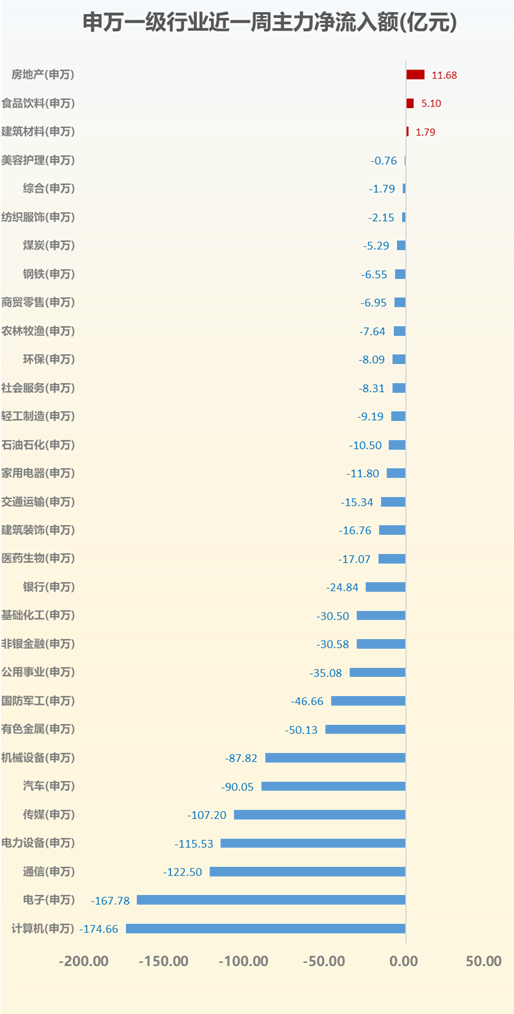 申万一级行业近一周主力净流入额(亿元)
房地产(申万) 11.68
食品饮料(申万) 5.10
建筑材料(申万) 1.79
美容护理(申万) -0.76
综合(申万) -1.79
纺织服饰(申万) -2.15
煤炭(申万) -5.29
钢铁(申万) -6.55
商贸零售(申万) -6.95
农林牧渔(申万) -7.64
环保(申万) -8.09
社会服务(申万) -8.31
轻工制造(申万) -9.19
石油石化(申万) -10.50
家用电器(申万) -11.80
交通运输(申万) -15.34
建筑装饰(申万) -16.76
医药生物(申万) -17.07
银行(申万) -24.84
基础化工(申万) -30.50
非银金融(申万) -30.58
公用事业(申万) -35.08
国防军工(申万) -46.66
有色金属(申万) -50.13
机械设备(申万) -87.82
汽车(申万) -90.05
传媒(申万) -107.20
电力设备(申万) -115.53
通信(申万) -122.50
电子(申万) -167.78
计算机(申万) -174.66
-200.00 -150.00 -100.00 -50.00 0.00 50.00